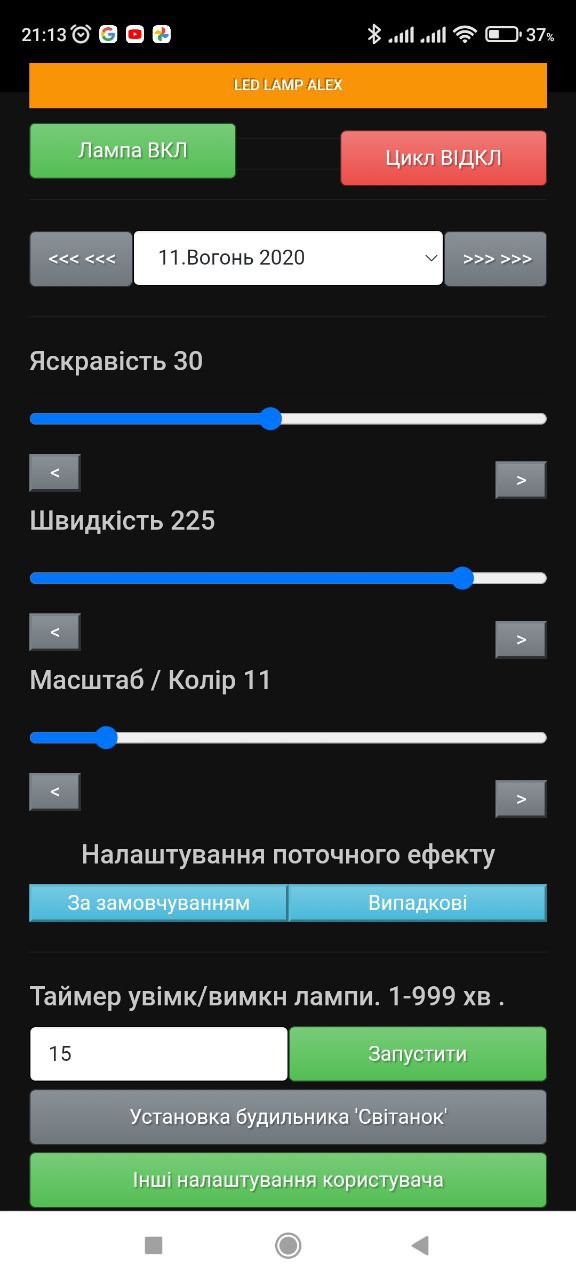 21:13 37%
LED LAMP ALEX
Лампа ВКЛ
Цикл ВІДКЛ
<<< <<< 11.Вогонь 2020 >>> >>>
Яскравість 30
< >
Швидкість 225
< >
Масштаб / Колір 11
< >
Налаштування поточного ефекту
За замовчуванням Випадкові
Таймер увімк/вимкн лампи. 1-999 хв .
15 Запустити
Установка будильника 'Світанок'
Інші налаштування користувача